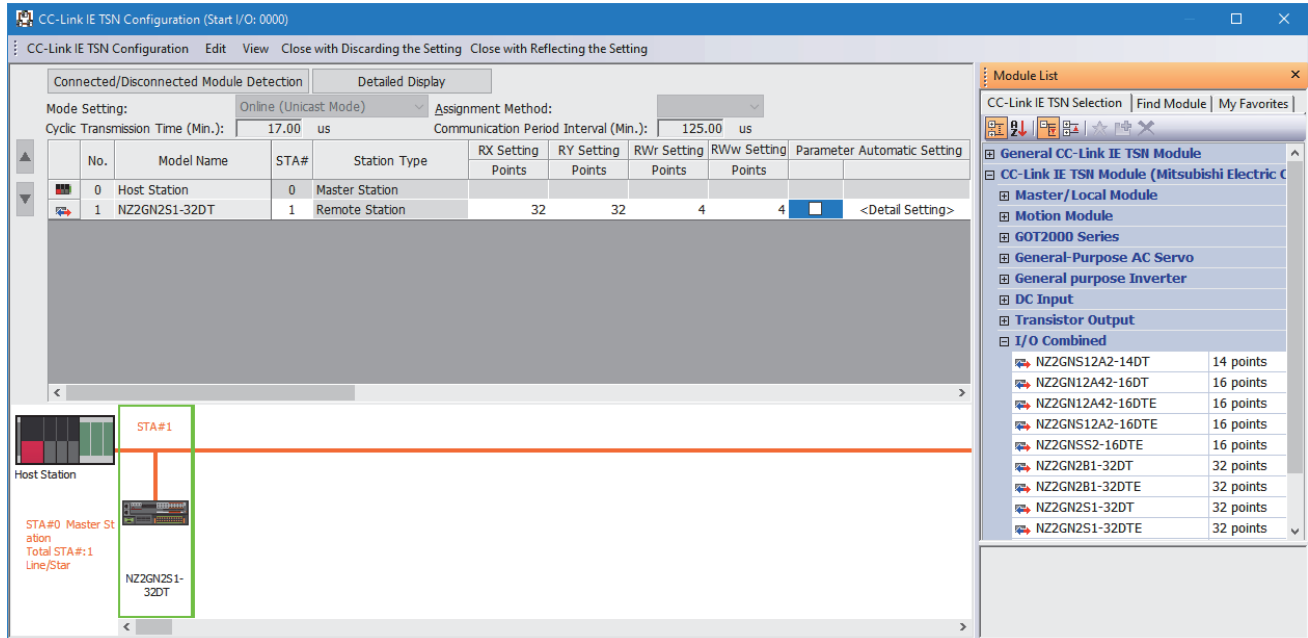 CC-Link IE TSN Configuration (Start I/O: 0000)
CC-Link IE TSN Configuration Edit View Close with Discarding the Setting Close with Reflecting the Setting
Connected/Disconnected Module Detection Detailed Display
Mode Setting: Online (Unicast Mode) Assignment Method:
Cyclic Transmission Time (Min.): 17.00 us Communication Period Interval (Min.): 125.00 us
No. Model Name STA# Station Type RX Setting RY Setting RWr Setting RWw Setting Parameter Automatic Setting
Points Points Points Points
0 Host Station 0 Master Station
1 NZ2GN2S1-32DT 1 Remote Station 32 32 4 4 <Detail Setting>
STA#1
Host Station
STA#0 Master St
ation
Total STA#:1
Line/Star
NZ2GN2S1-
32DT
Module List
CC-Link IE TSN Selection Find Module My Favorites
General CC-Link IE TSN Module
CC-Link IE TSN Module (Mitsubishi Electric C
Master/Local Module
Motion Module
GOT2000 Series
General-Purpose AC Servo
General purpose Inverter
DC Input
Transistor Output
I/O Combined
NZ2GNS12A2-14DT 14 points
NZ2GN12A42-16DT 16 points
NZ2GN12A42-16DTE 16 points
NZ2GNS12A2-16DTE 16 points
NZ2GNSS2-16DTE 16 points
NZ2GN2B1-32DT 32 points
NZ2GN2B1-32DTE 32 points
NZ2GN2S1-32DT 32 points
NZ2GN2S1-32DTE 32 points